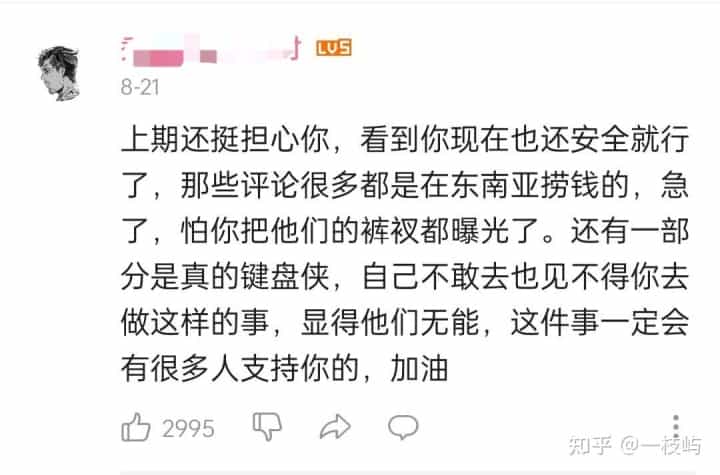 LV5
8-21
上期还挺担心你，看到你现在也还安全就行
了，那些评论很多都是在东南亚捞钱的，急
了，怕你把他们的裤衩都曝光了。还有一部
分是真的键盘侠，自己不敢去也见不得你去
做这样的事，显得他们无能，这件事一定会
有很多人支持你的，加油
2995
知乎 @一枝屿